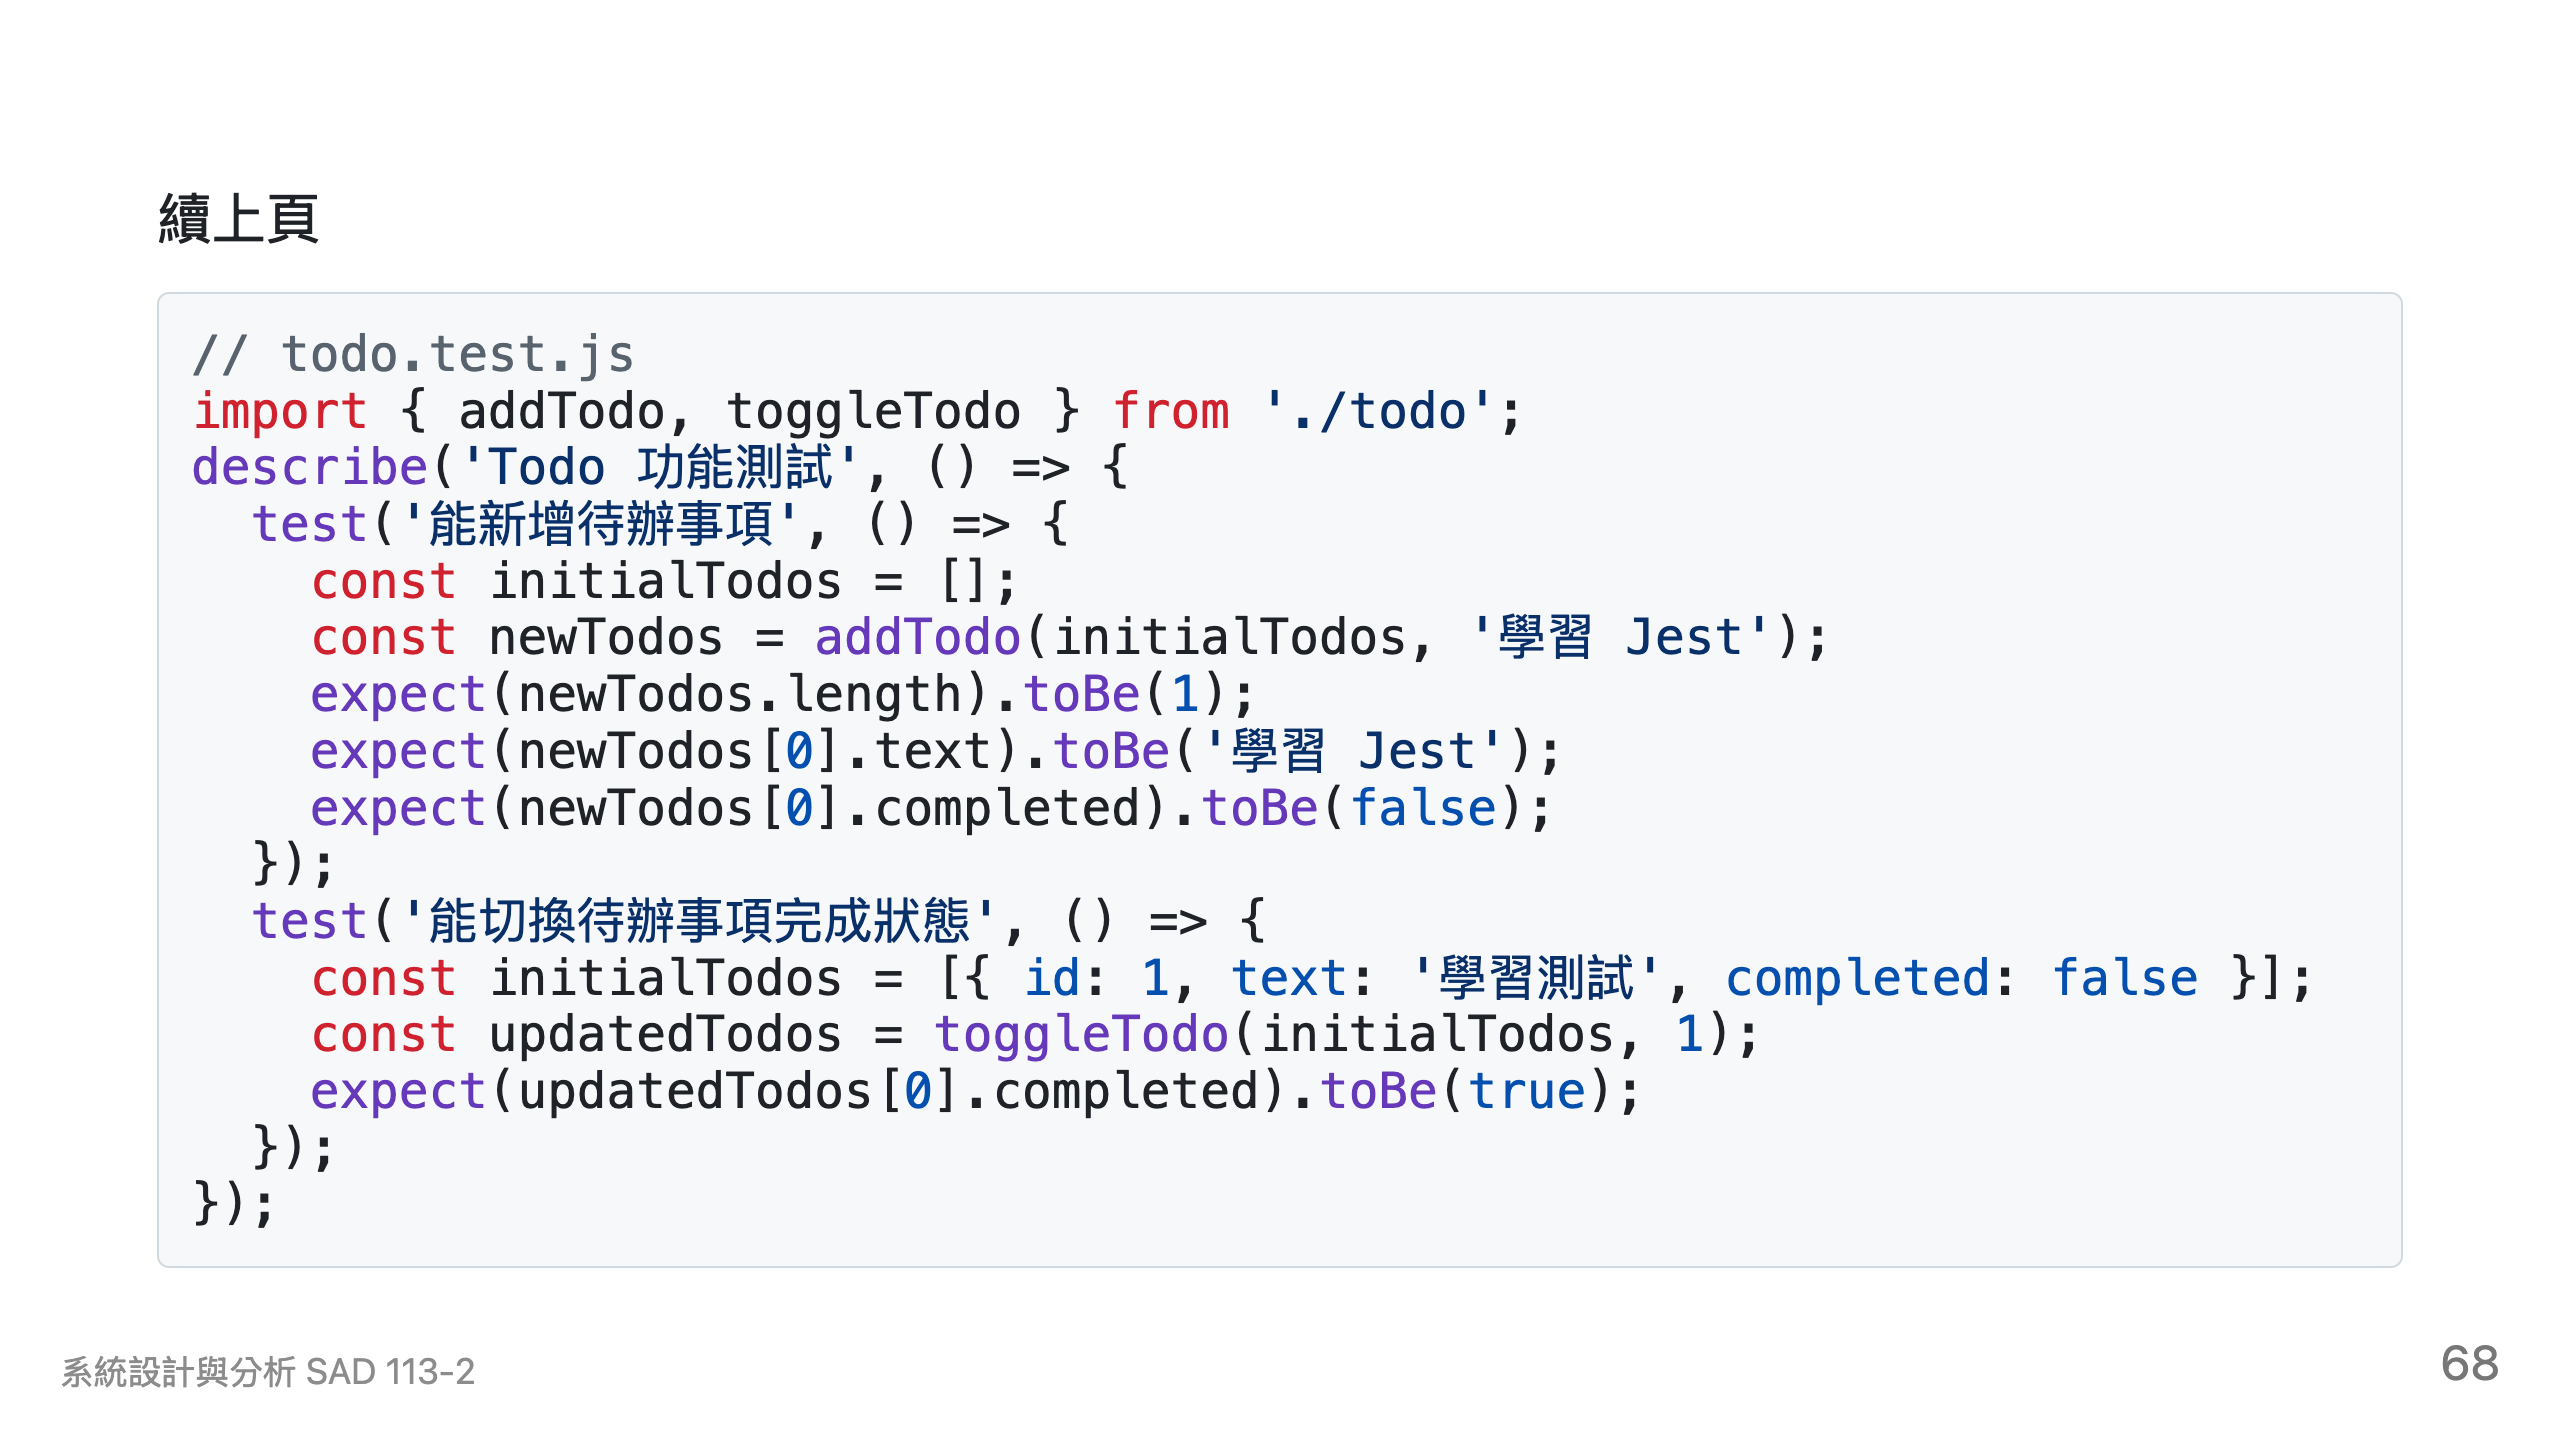 續上頁
// todo.test.js
import { addTodo, toggleTodo } from './todo';
describe('Todo 功能測試', () => {
  test('能新增待辦事項', () => {
    const initialTodos = [];
    const newTodos = addTodo(initialTodos, '學習 Jest');
    expect(newTodos.length).toBe(1);
    expect(newTodos[0].text).toBe('學習 Jest');
    expect(newTodos[0].completed).toBe(false);
  });
  test('能切換待辦事項完成狀態', () => {
    const initialTodos = [{ id: 1, text: '學習測試', completed: false }];
    const updatedTodos = toggleTodo(initialTodos, 1);
    expect(updatedTodos[0].completed).toBe(true);
  });
});
系統設計與分析 SAD 113-2
68